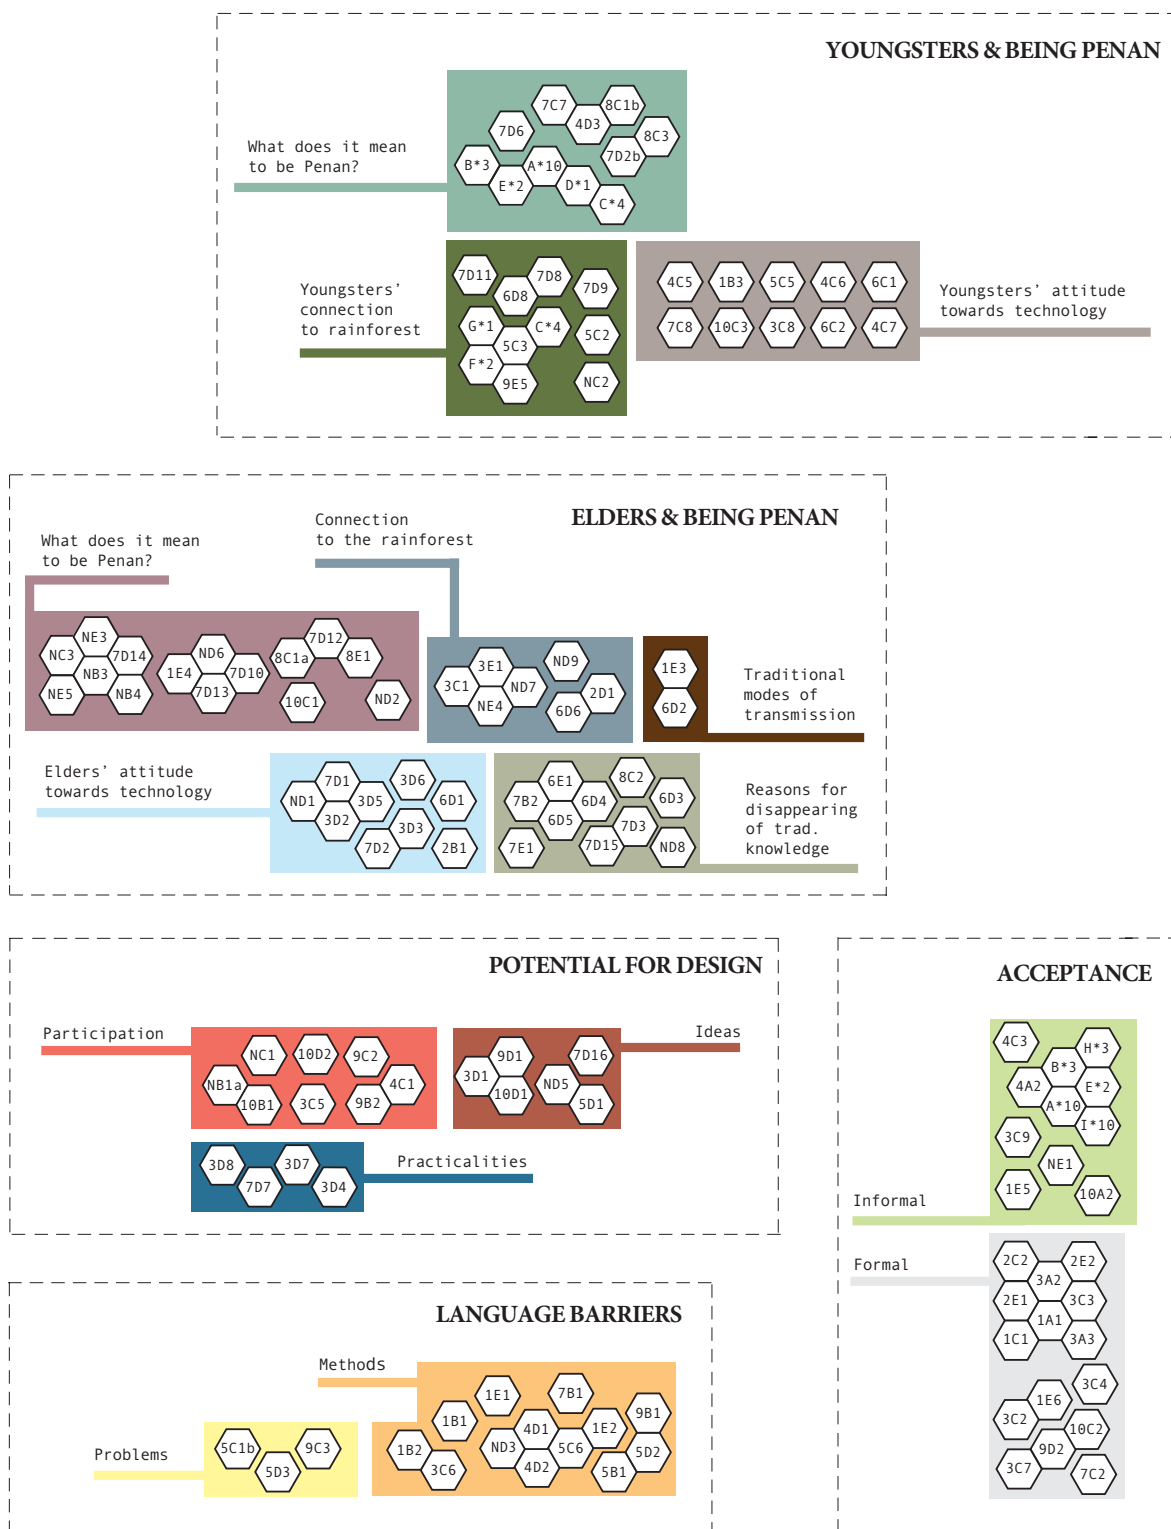 YOUNGSTERS & BEING PENAN
What does it mean
to be Penan?
7C7
8C1b
4D3
7D6
8C3
7D2b
B*3
A*10
E*2
D*1
C*4
Youngsters’
connection
to rainforest
7D11
7D8
6D8
7D9
G*1
C*4
5C3
5C2
F*2
9E5
NC2
4C5
1B3
5C5
4C6
6C1
7C8
10C3
3C8
6C2
4C7
Youngsters’ attitude
towards technology
ELDERS & BEING PENAN
What does it mean
to be Penan?
NE3
NC3
7D14
NB3
NE5
NB4
ND6
1E4
7D10
7D13
7D12
8C1a
8E1
10C1
ND2
Connection
to the rainforest
3E1
ND9
3C1
ND7
2D1
NE4
6D6
1E3
6D2
Traditional
modes of
transmission
Elders’ attitude
towards technology
7D1
3D6
ND1
3D5
6D1
3D2
3D3
7D2
2B1
6E1
8C2
7B2
6D4
6D3
6D5
7D3
7E1
7D15
ND8
Reasons for
disappearing
of trad.
knowledge
POTENTIAL FOR DESIGN
Participation
NC1
10D2
9C2
NB1a
4C1
10B1
3C5
9B2
Ideas
9D1
7D16
3D1
ND5
10D1
5D1
3D8
3D7
7D7
3D4
Practicalities
ACCEPTANCE
4C3
H*3
B*3
4A2
E*2
A*10
I*10
3C9
NE1
1E5
10A2
Informal
Formal
2C2
2E2
3A2
2E1
3C3
1A1
1C1
3A3
3C4
1E6
3C2
10C2
9D2
3C7
7C2
LANGUAGE BARRIERS
Methods
1E1
7B1
1B1
4D1
1E2
9B1
1B2
ND3
5C6
5D2
3C6
4D2
5B1
Problems
5C1b
9C3
5D3